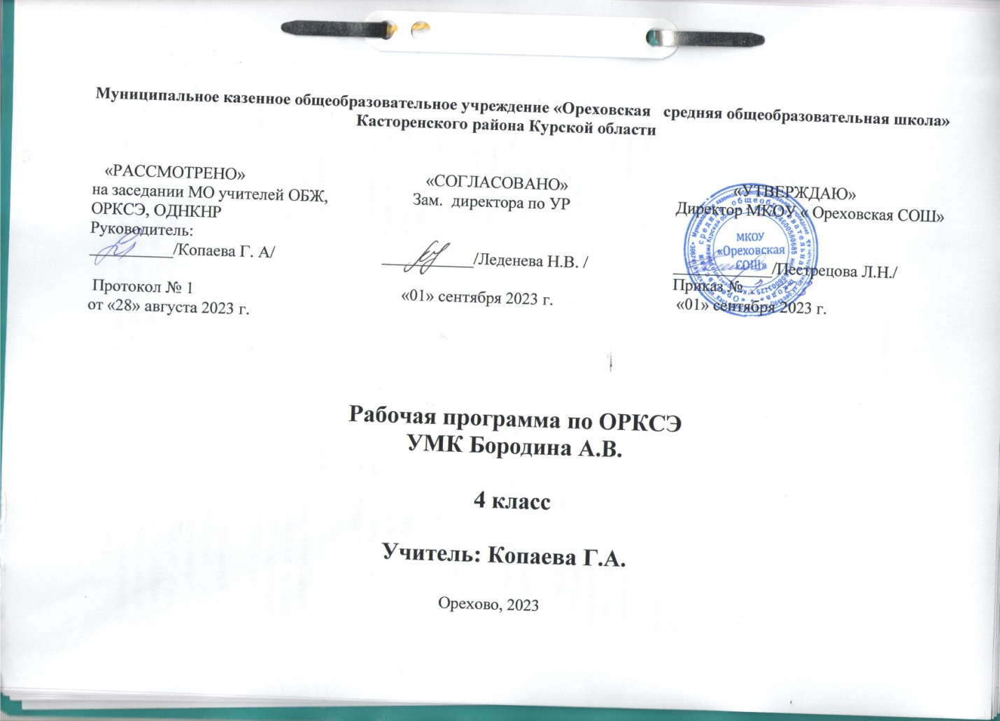 Муниципальное казенное общеобразовательное учреждение «Ореховская средняя общеобразовательная школа»
Касторенского района Курской области
«РАССМОТРЕНО»
на заседании МО учителей ОБЖ,
ОРКСЭ, ОДНКНР
Руководитель:
__________/Копаева Г. А/
Протокол № 1
от «28» августа 2023 г.
«СОГЛАСОВАНО»
Зам. директора по УР
___________/Леденева Н.В. /
«01» сентября 2023 г.
«УТВЕРЖДАЮ»
Директор МКОУ « Ореховская СОШ»
____________/Пестрецова Л.Н./
Приказ №
«01» сентября 2023 г.
МКОУ
«Ореховская
СОШ»
Рабочая программа по ОРКСЭ
УМК Бородина А.В.
4 класс
Учитель: Копаева Г.А.
Орехово, 2023